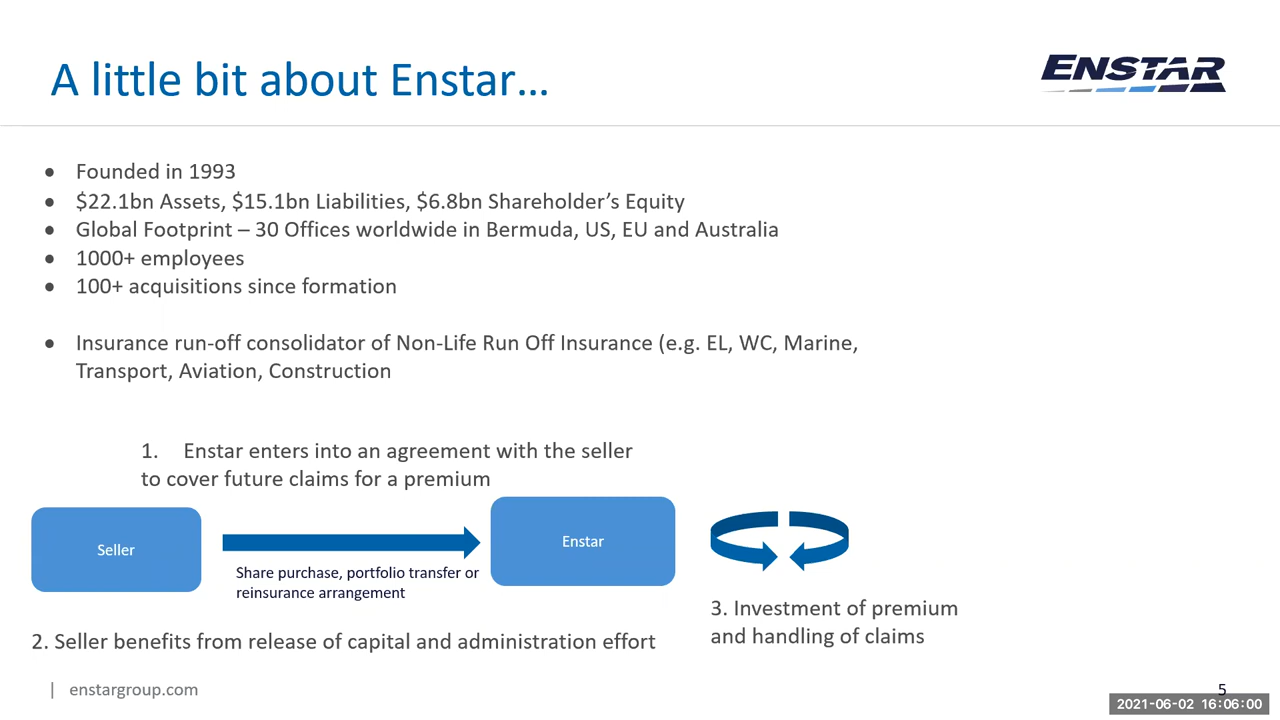 A little bit about Enstar…
ENSTAR
● Founded in 1993
● $22.1bn Assets, $15.1bn Liabilities, $6.8bn Shareholder’s Equity
● Global Footprint – 30 Offices worldwide in Bermuda, US, EU and Australia
● 1000+ employees
● 100+ acquisitions since formation
● Insurance run-off consolidator of Non-Life Run Off Insurance (e.g. EL, WC, Marine,
Transport, Aviation, Construction
1. Enstar enters into an agreement with the seller
to cover future claims for a premium
Seller
Enstar
Share purchase, portfolio transfer or
reinsurance arrangement
3. Investment of premium
and handling of claims
2. Seller benefits from release of capital and administration effort
| enstargroup.com
5
2021-06-02 16:06:00